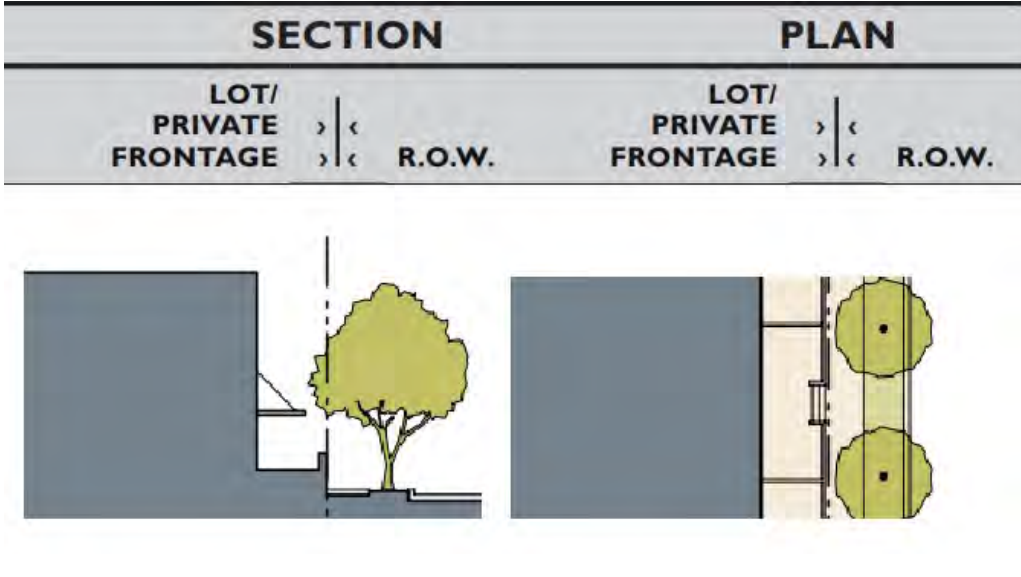 SECTION PLAN
LOT/ LOT/
PRIVATE › ‹ PRIVATE › ‹
FRONTAGE › ‹ R.O.W. FRONTAGE › ‹ R.O.W.